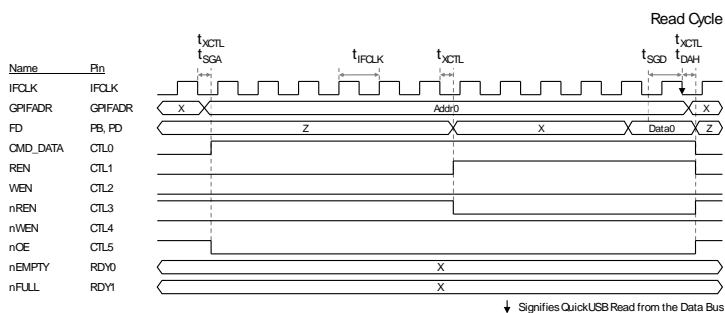 Read Cycle
tXCTL
tSGA
tIFCLK
tXCTL
tSGD
tXCTL
tDAH
Name Pin
IFCLK IFCLK
GPIFADR GPIFADR X Addr0 X
FD PB, PD Z X Data0 Z
CMD_DATA CTL0
REN CTL1
WEN CTL2
nREN CTL3
nWEN CTL4
nOE CTL5
nEMPTY RDY0 X
nFULL RDY1 X
Signifies QuickUSB Read from the Data Bus